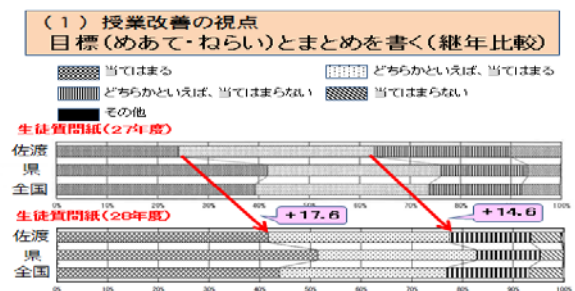 (1)授業改善の視点
目標(めあて・ねらい)とまとめを書く(継年比較)
当てはまる
どちらかといえば、当てはまる
どちらかといえば、当てはまらない
当てはまらない
その他
生徒質問紙(27年度)
佐渡
県
全国
0% 10% 20% 30% 40% 50% 60% 70% 80% 90% 100%
+17.6
+14.6
生徒質問紙(28年度)
佐渡
県
全国
0% 10% 20% 30% 40% 50% 60% 70% 80% 90% 100%